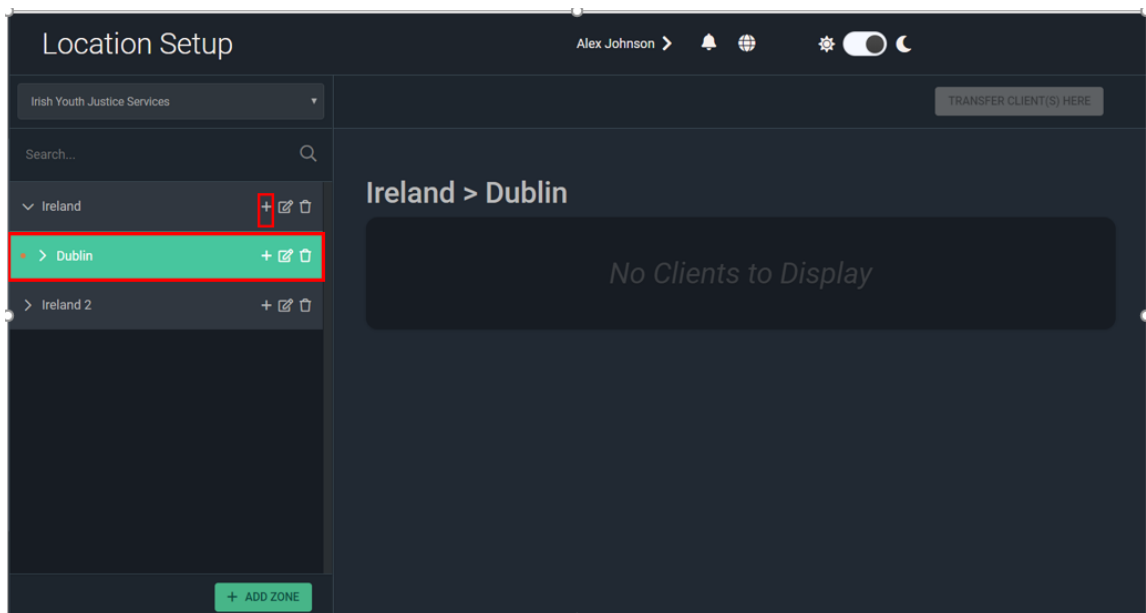 Location Setup
Alex Johnson
Irish Youth Justice Services
TRANSFER CLIENT(S) HERE
Search...
Ireland
Ireland > Dublin
Dublin
No Clients to Display
Ireland 2
+ ADD ZONE